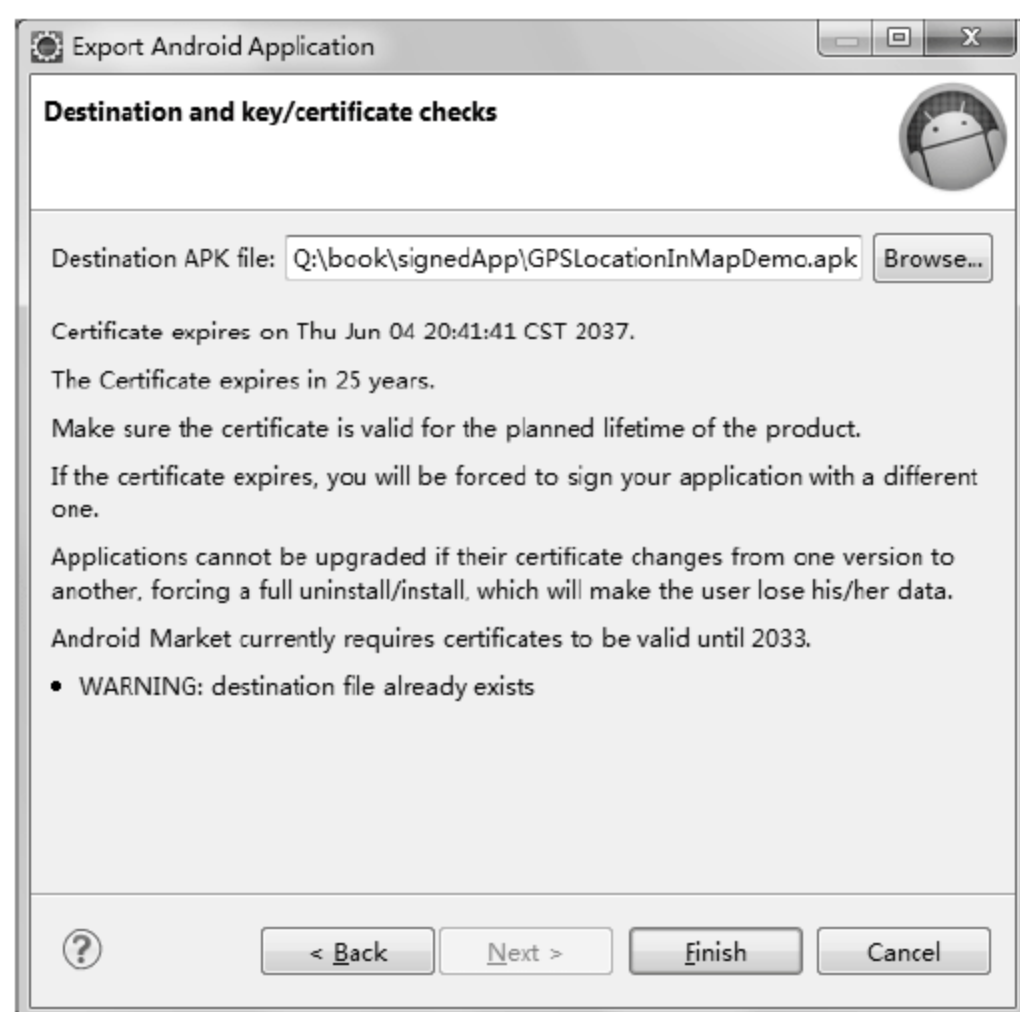 Export Android Application
Destination and key/certificate checks
Destination APK file: Q:\book\signedApp\GPSLocationInMapDemo.apk Browse...
Certificate expires on Thu Jun 04 20:41:41 CST 2037.
The Certificate expires in 25 years.
Make sure the certificate is valid for the planned lifetime of the product.
If the certificate expires, you will be forced to sign your application with a different
one.
Applications cannot be upgraded if their certificate changes from one version to
another, forcing a full uninstall/install, which will make the user lose his/her data.
Android Market currently requires certificates to be valid until 2033.
• WARNING: destination file already exists
? < Back Next > Finish Cancel